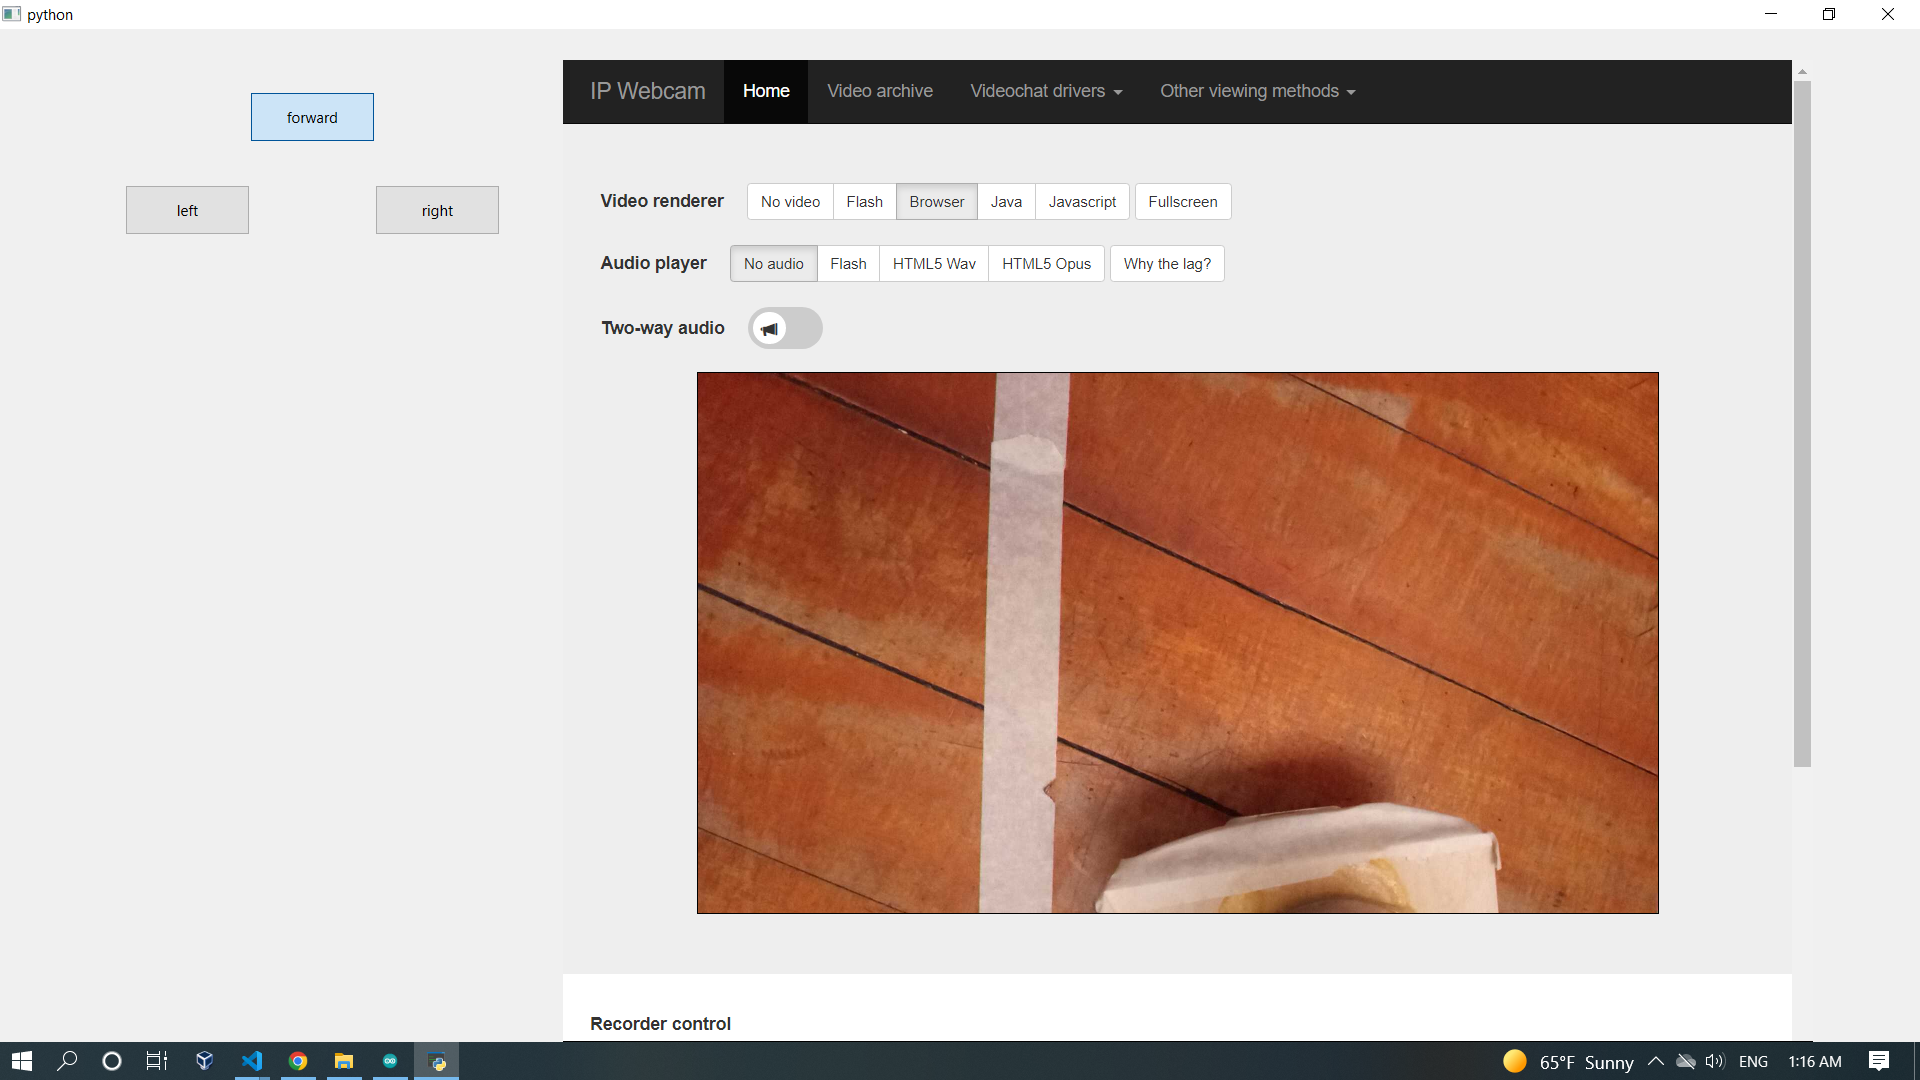 python
forward
left
right
IP Webcam Home Video archive Videochat drivers Other viewing methods
Video renderer No video Flash Browser Java Javascript Fullscreen
Audio player No audio Flash HTML5 Wav HTML5 Opus Why the lag?
Two-way audio
Recorder control
65°F Sunny ENG 1:16 AM